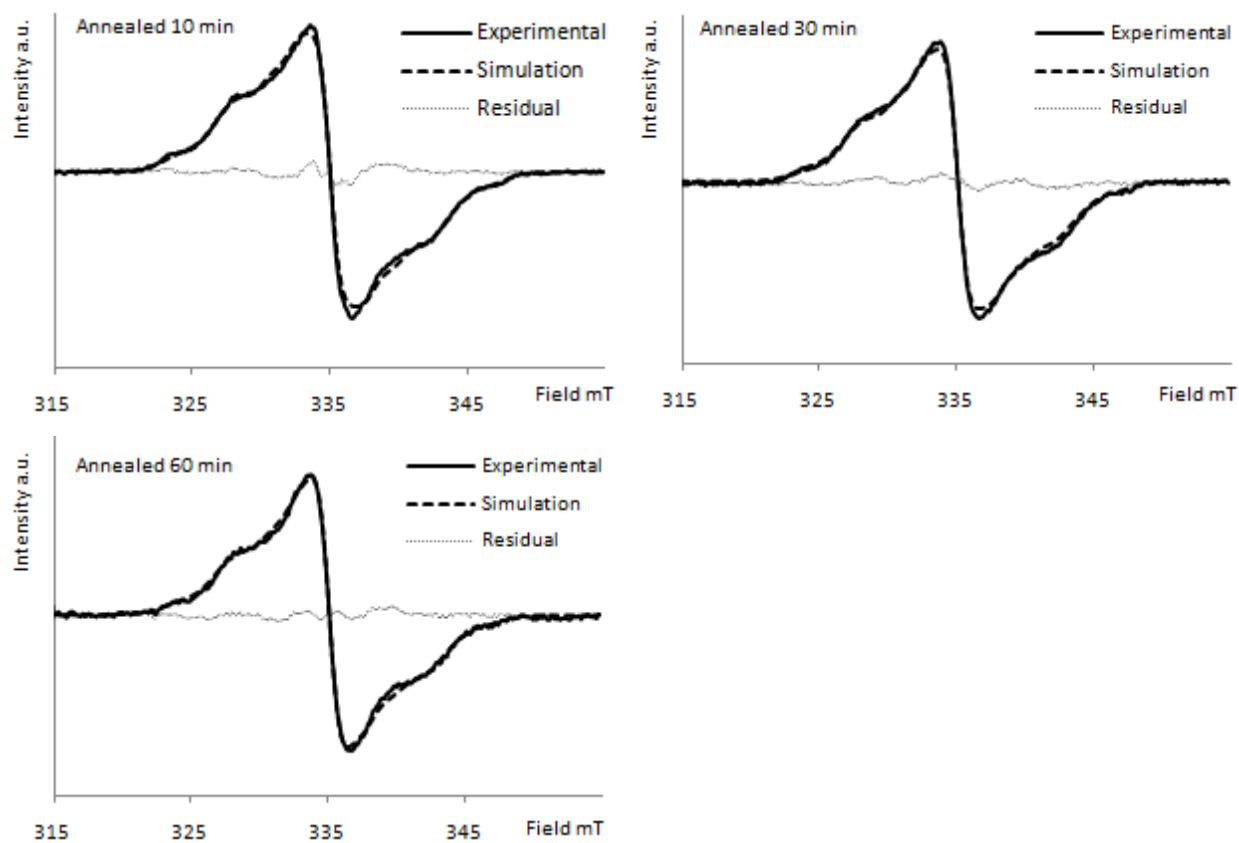 Annealed 10 min
Intensity a.u.
Experimental
Simulation
Residual
315 325 335 345 Field mT
Annealed 30 min
Intensity a.u.
Experimental
Simulation
Residual
315 325 335 345 Field mT
Annealed 60 min
Intensity a.u.
Experimental
Simulation
Residual
315 325 335 345 Field mT